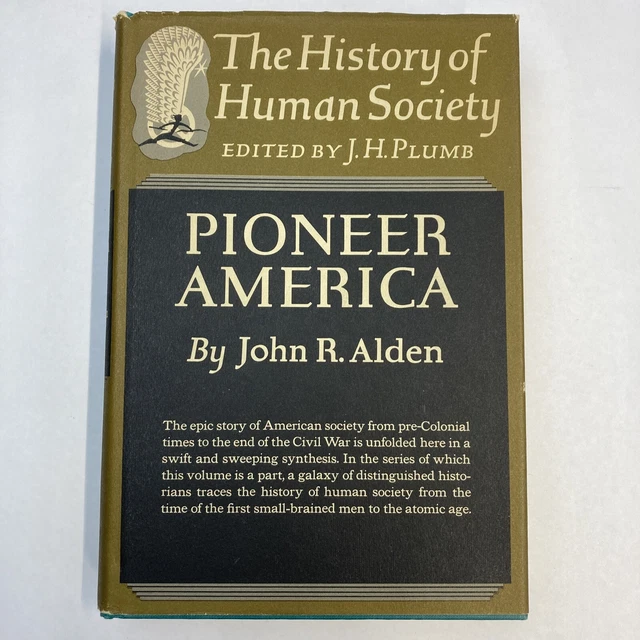 The History of
Human Society
EDITED BY J. H. PLUMB
PIONEER
AMERICA
By John R. Alden
The epic story of American society from pre-Colonial
times to the end of the Civil War is unfolded here in a
swift and sweeping synthesis. In the series of which
this volume is a part, a galaxy of distinguished histo-
rians traces the history of human society from the
time of the first small-brained men to the atomic age.